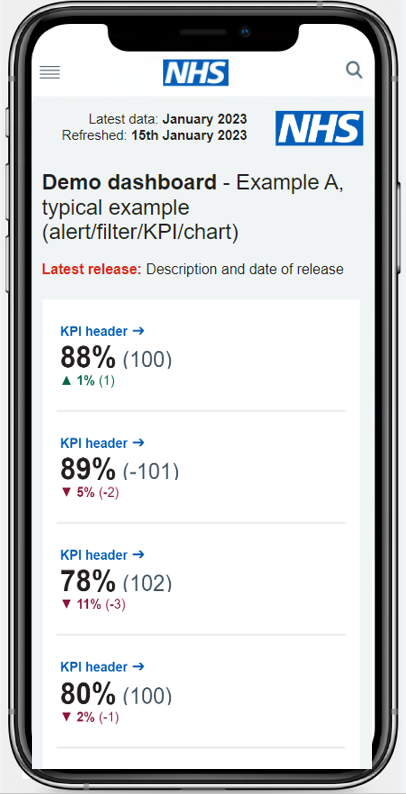 NHS
Latest data: January 2023
Refreshed: 15th January 2023
NHS
Demo dashboard - Example A,
typical example
(alert/filter/KPI/chart)
Latest release: Description and date of release
KPI header →
88% (100)
▲ 1% (1)
KPI header →
89% (-101)
▼ 5% (-2)
KPI header →
78% (102)
▼ 11% (-3)
KPI header →
80% (100)
▼ 2% (-1)